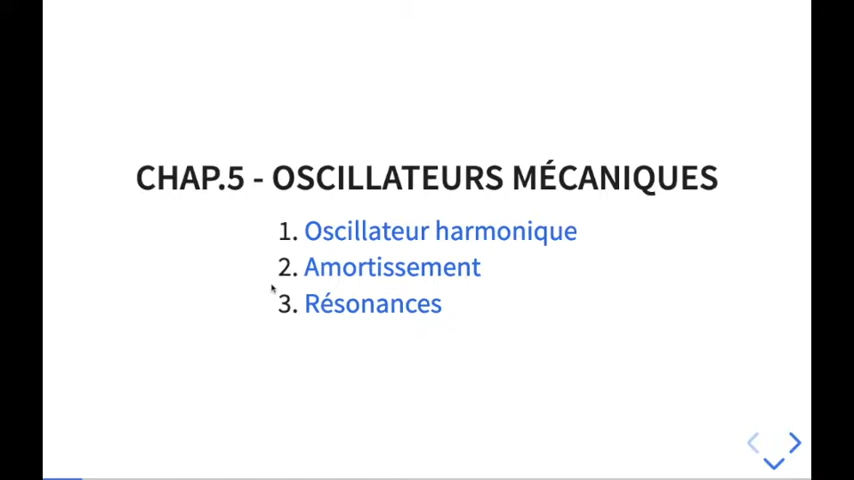 CHAP.5 - OSCILLATEURS MÉCANIQUES
1. Oscillateur harmonique
2. Amortissement
3. Résonances